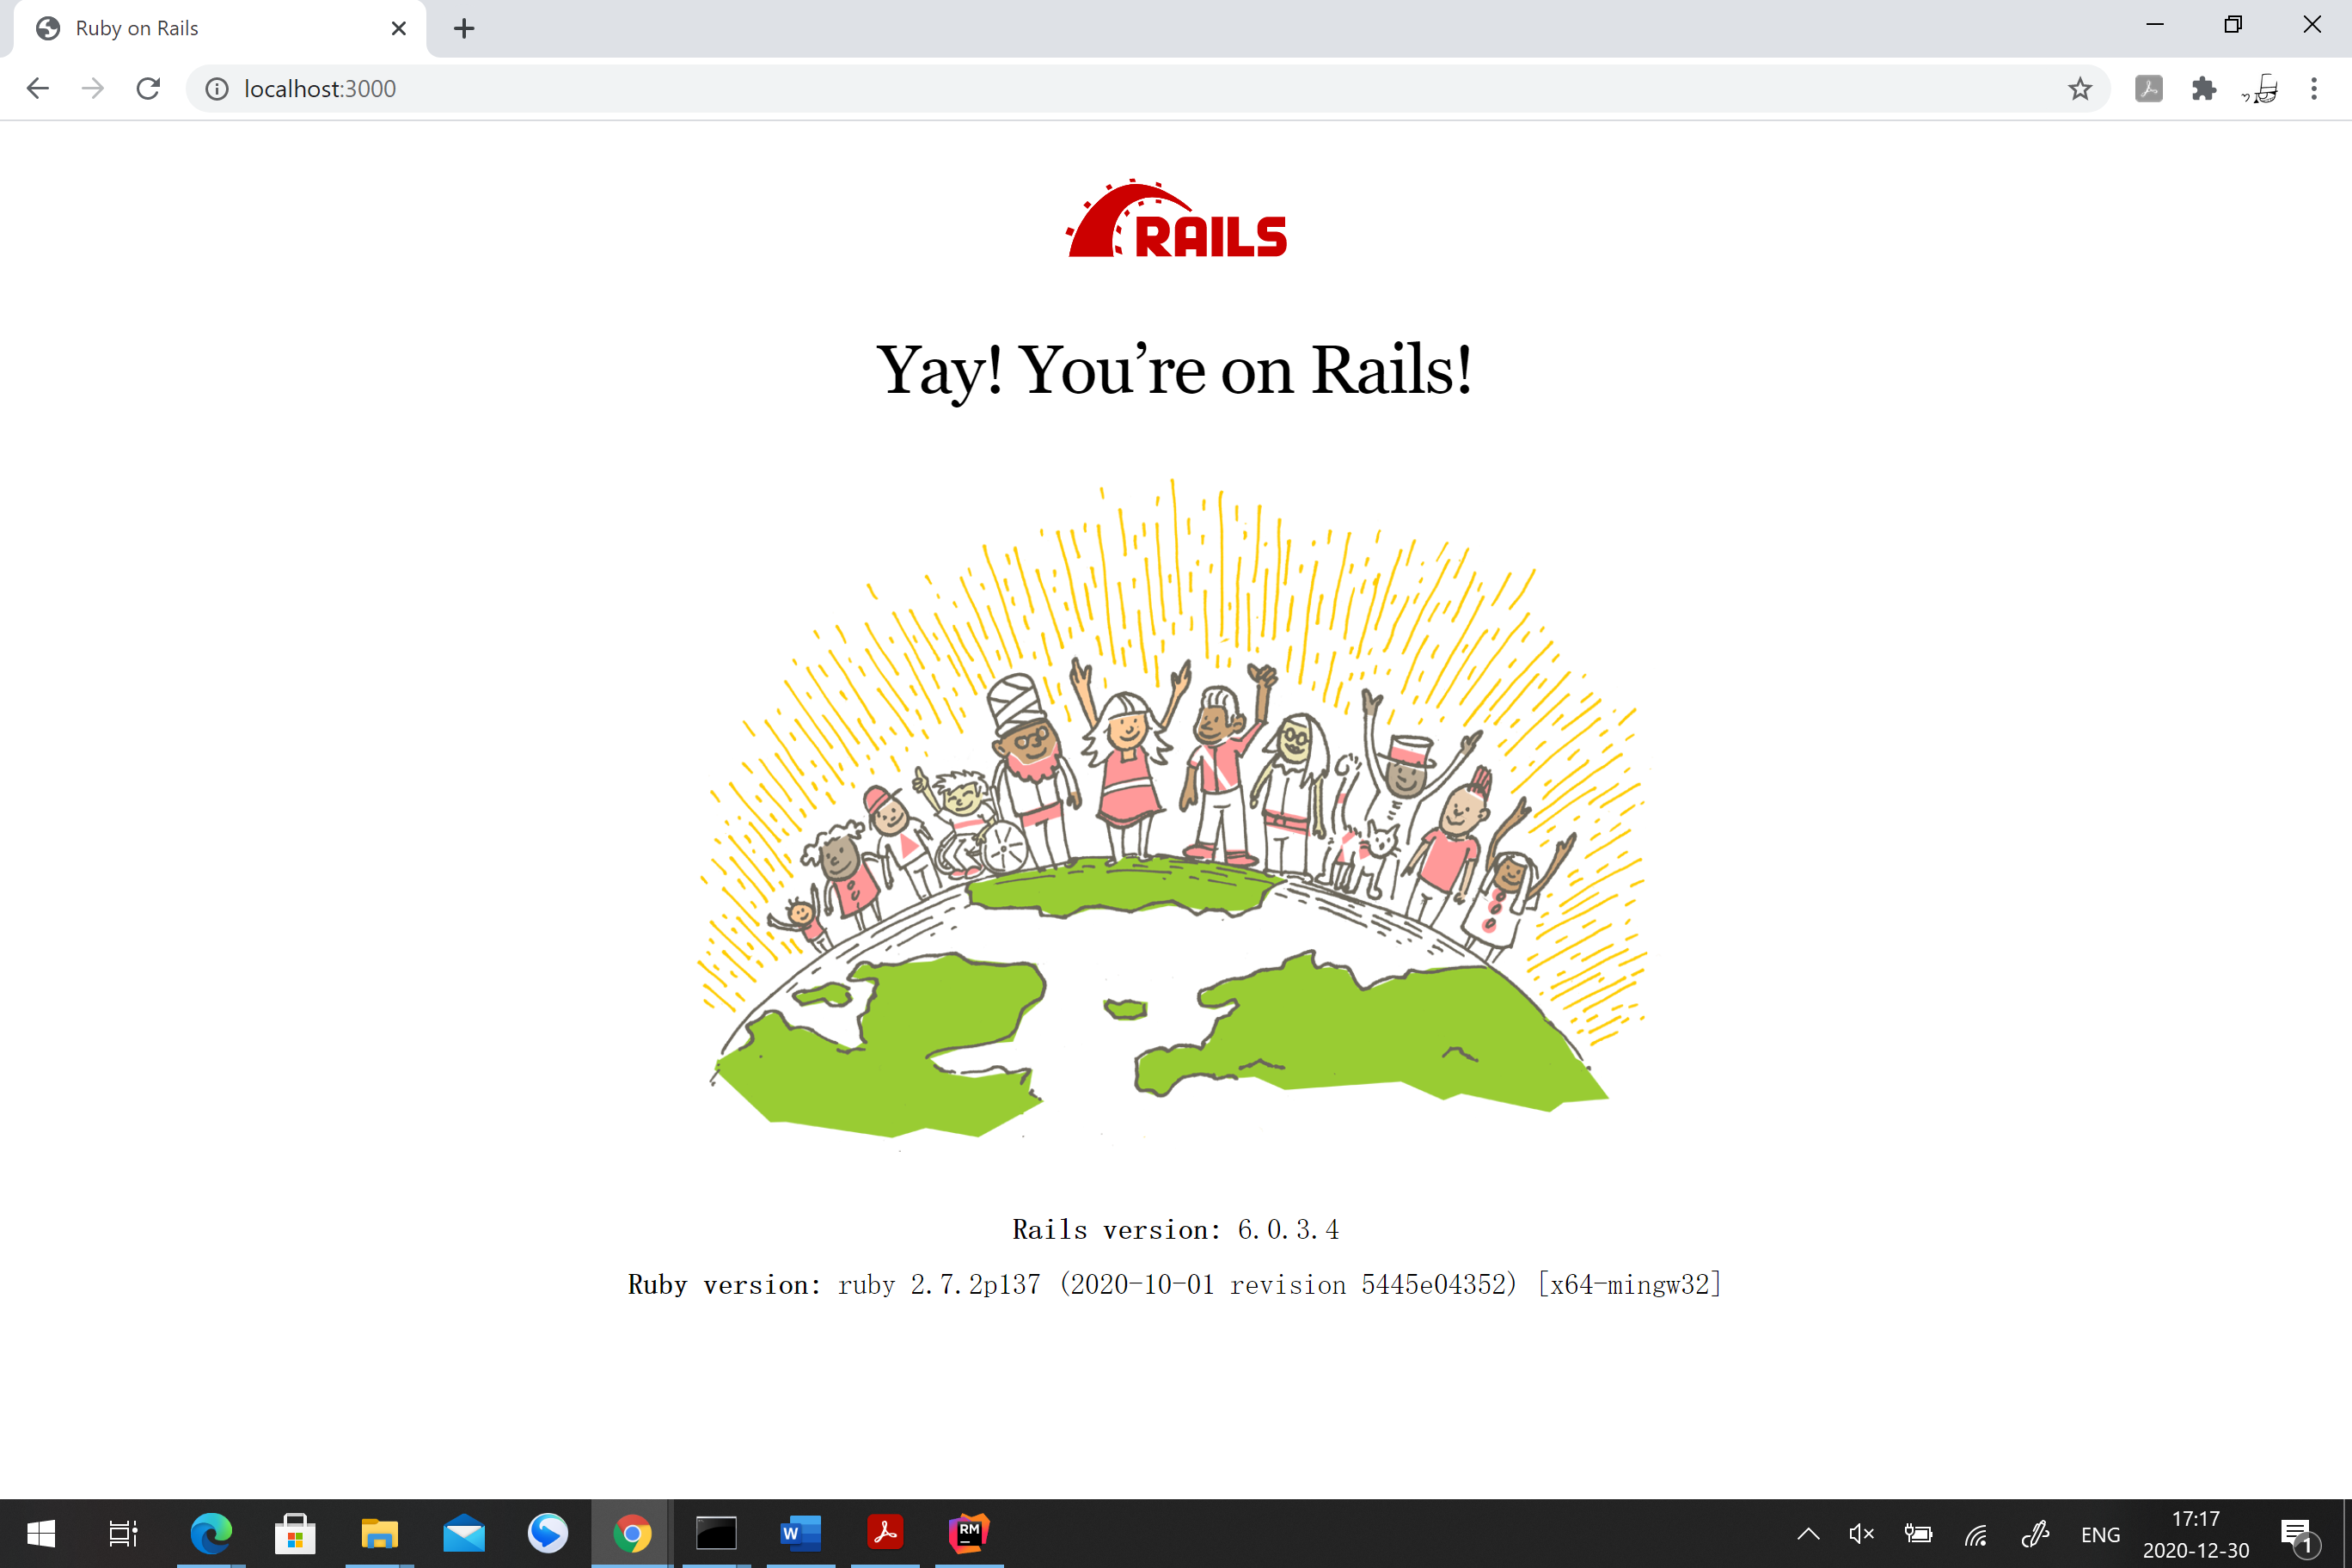 Ruby on Rails
localhost:3000
RAILS
Yay! You’re on Rails!
Rails version: 6.0.3.4
Ruby version: ruby 2.7.2p137 (2020-10-01 revision 5445e04352) [x64-mingw32]
W
RM
ENG
17:17
2020-12-30
1